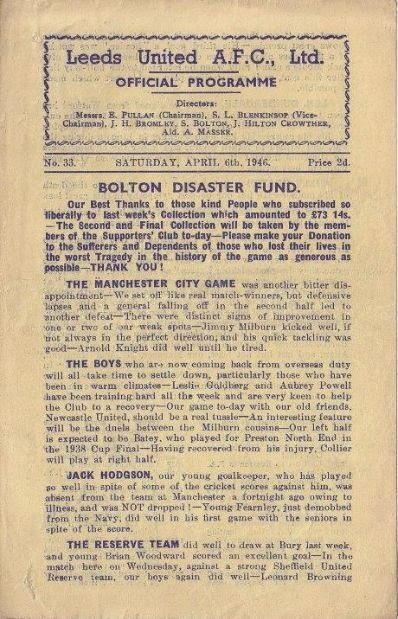 Leeds United A.F.C., Ltd.
OFFICIAL PROGRAMME
Directors:
Messrs. E. PULLAN (Chairman), S. L. BLENKINSOP (Vice-
Chairman), J. H. BROMLEY, S. BOLTON, J. HILTON CROWTHER,
Ald. A. MASSER.
No. 33. SATURDAY, APRIL 6th, 1946. Price 2d.
BOLTON DISASTER FUND.
Our Best Thanks to those kind People who subscribed so
liberally to last week's Collection which amounted to £73 14s.
—The Second and Final Collection will be taken by the mem-
bers of the Supporters' Club to-day—Please make your Donation
to the Sufferers and Dependents of those who lost their lives in
the worst Tragedy in the history of the game as generous as
possible—THANK YOU!
THE MANCHESTER CITY GAME was another bitter dis-
appointment—We set off like real match-winners, but defensive
lapses and a general falling off in the second half led to
another defeat—There were distinct signs of improvement in
one or two of our weak spots—Jimmy Milburn kicked well, if
not always in the perfect direction, and his quick tackling was
good—Arnold Knight did well until he tired.
THE BOYS who are now coming back from overseas duty
will all take time to settle down, particularly those who have
been in warm climates—Leslie Goldberg and Aubrey Powell
have been training hard all the week and are very keen to help
the Club to a recovery—Our game to-day with our old friends,
Newcastle United, should be a real tussle—An interesting feature
will be the duels between the Milburn cousins—Our left half
is expected to be Batey, who played for Preston North End in
the 1938 Cup Final—Having recovered from his injury, Collier
will play at right half.
JACK HODGSON, our young goalkeeper, who has played
so well in spite of some of the cricket scores against him, was
absent from the team at Manchester a fortnight ago owing to
illness, and was NOT dropped!—Young Fearnley, just demobbed
from the Navy, did well in his first game with the seniors in
spite of the score.
THE RESERVE TEAM did well to draw at Bury last week,
and young Brian Woodward scored an excellent goal—In the
match here on Wednesday, against a strong Sheffield United
Reserve team, our boys again did well—Leonard Browning